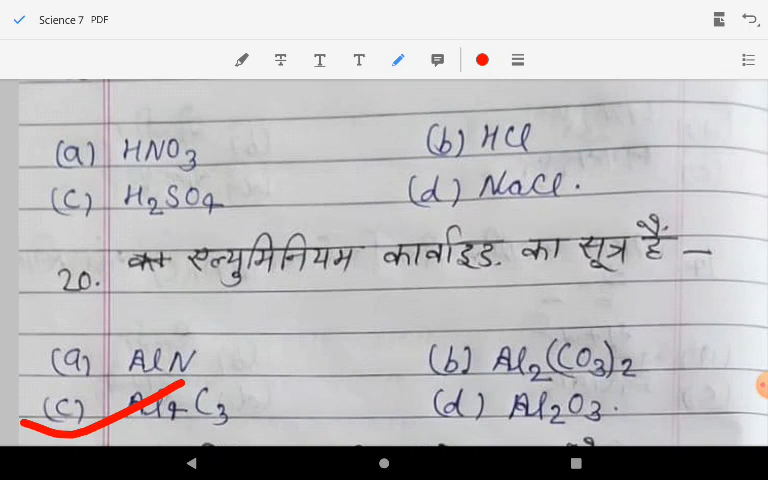 Science 7 PDF
(a) HNO3 (b) HCl
(C) H2SO4 (d) NaCl.
20. एल्युमिनियम कार्वाइड. का सूत्र हैं –
(a) AlN (b) Al2(CO3)2
(C) Al4C3 (d) Al2O3.